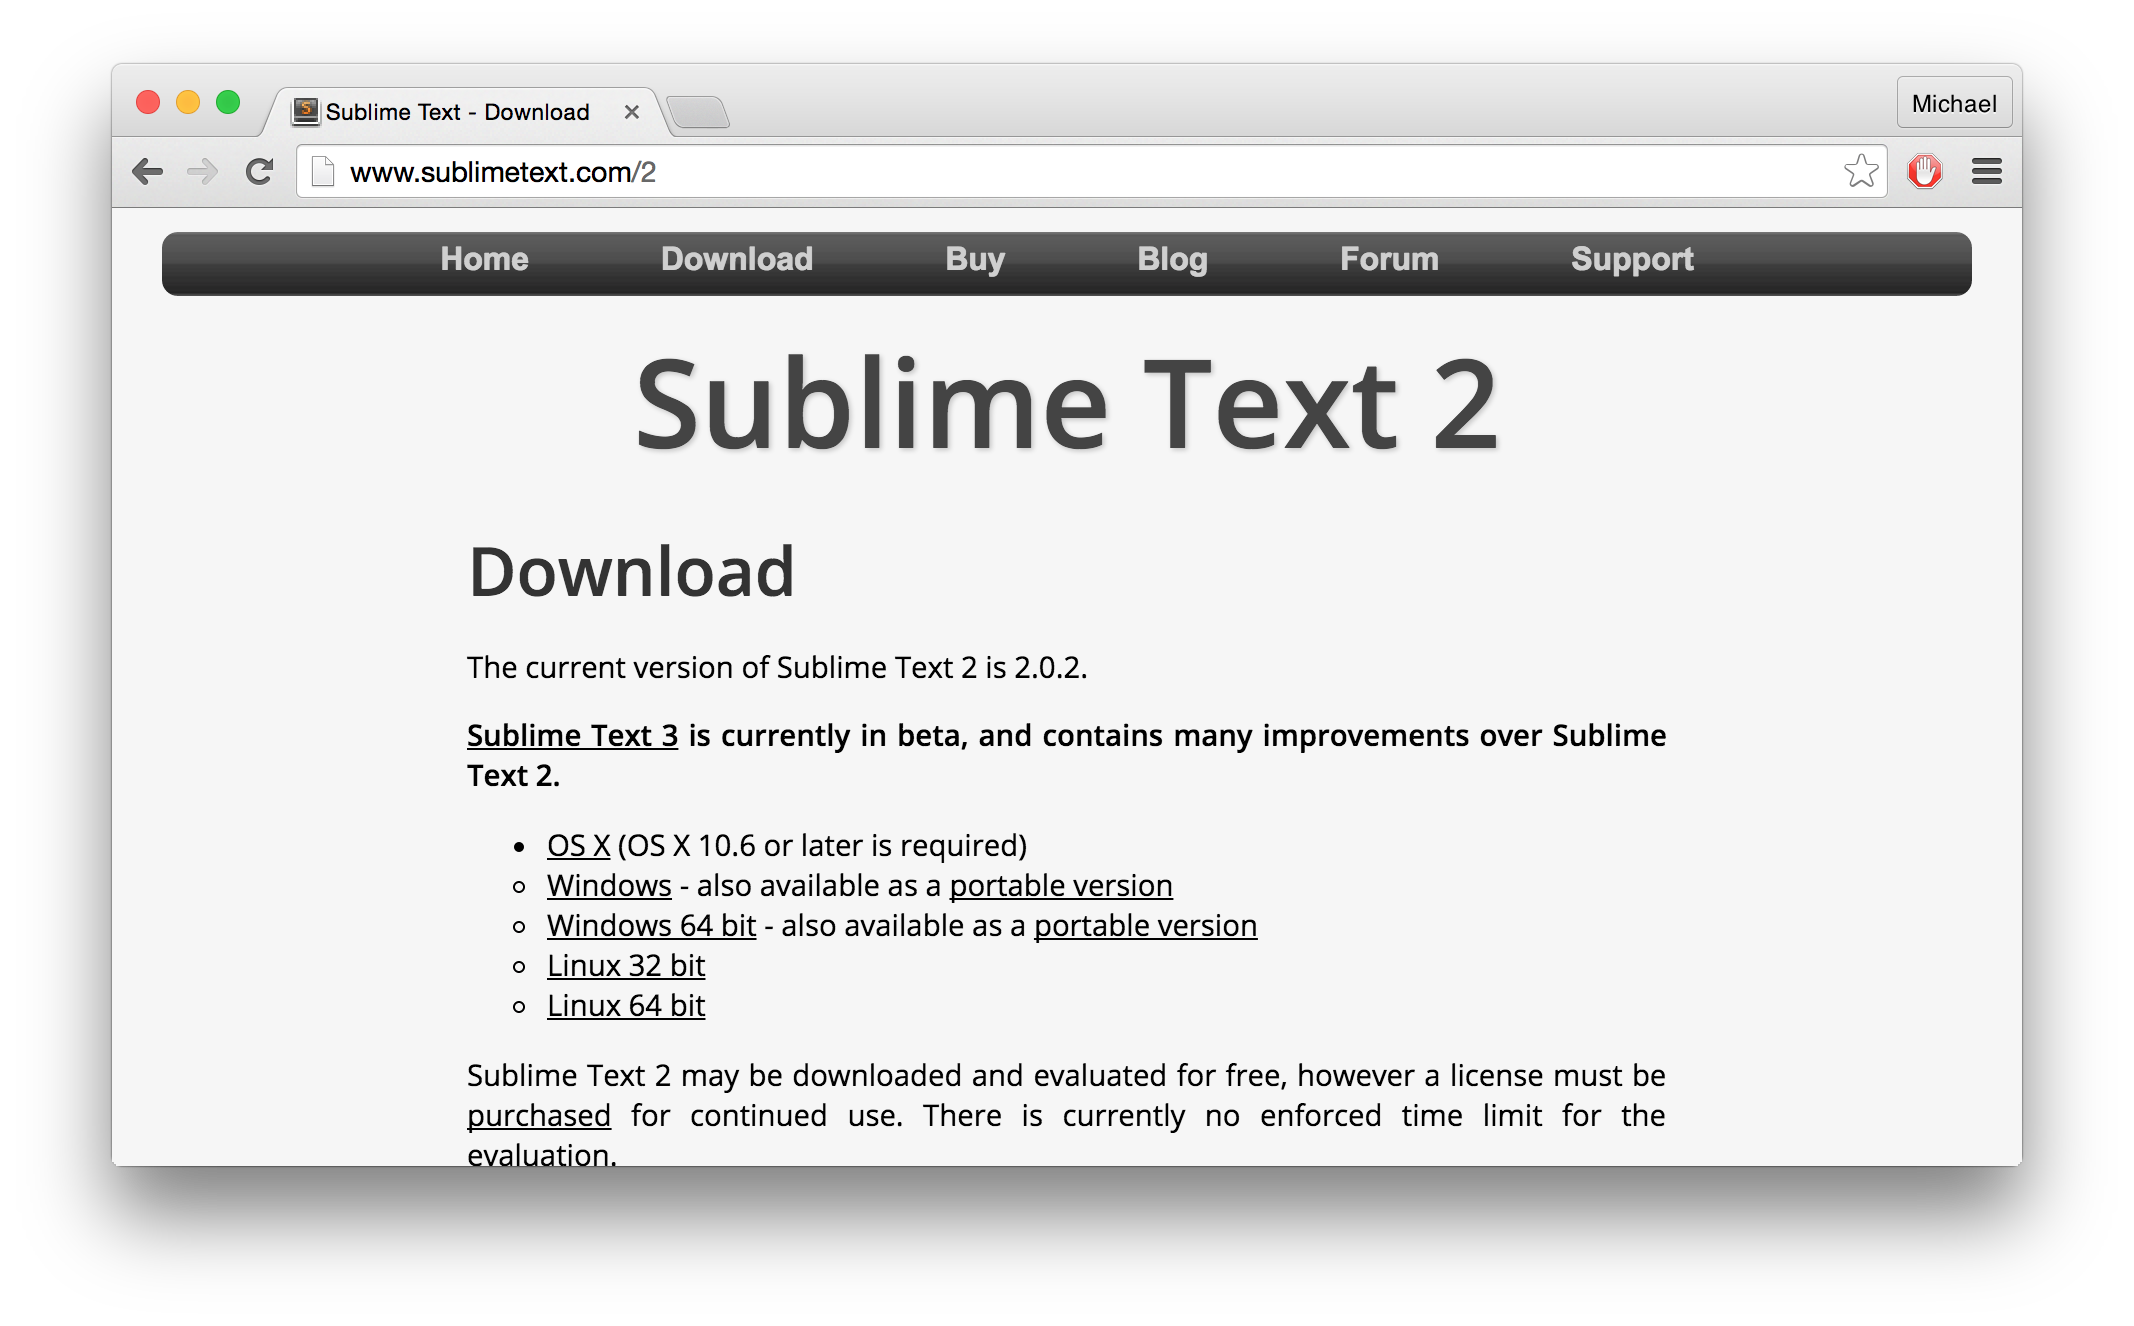 Sublime Text - Download
Michael
www.sublimetext.com/2
Home Download Buy Blog Forum Support
Sublime Text 2
Download
The current version of Sublime Text 2 is 2.0.2.
Sublime Text 3 is currently in beta, and contains many improvements over Sublime
Text 2.
OS X (OS X 10.6 or later is required)
Windows - also available as a portable version
Windows 64 bit - also available as a portable version
Linux 32 bit
Linux 64 bit
Sublime Text 2 may be downloaded and evaluated for free, however a license must be
purchased for continued use. There is currently no enforced time limit for the
evaluation.